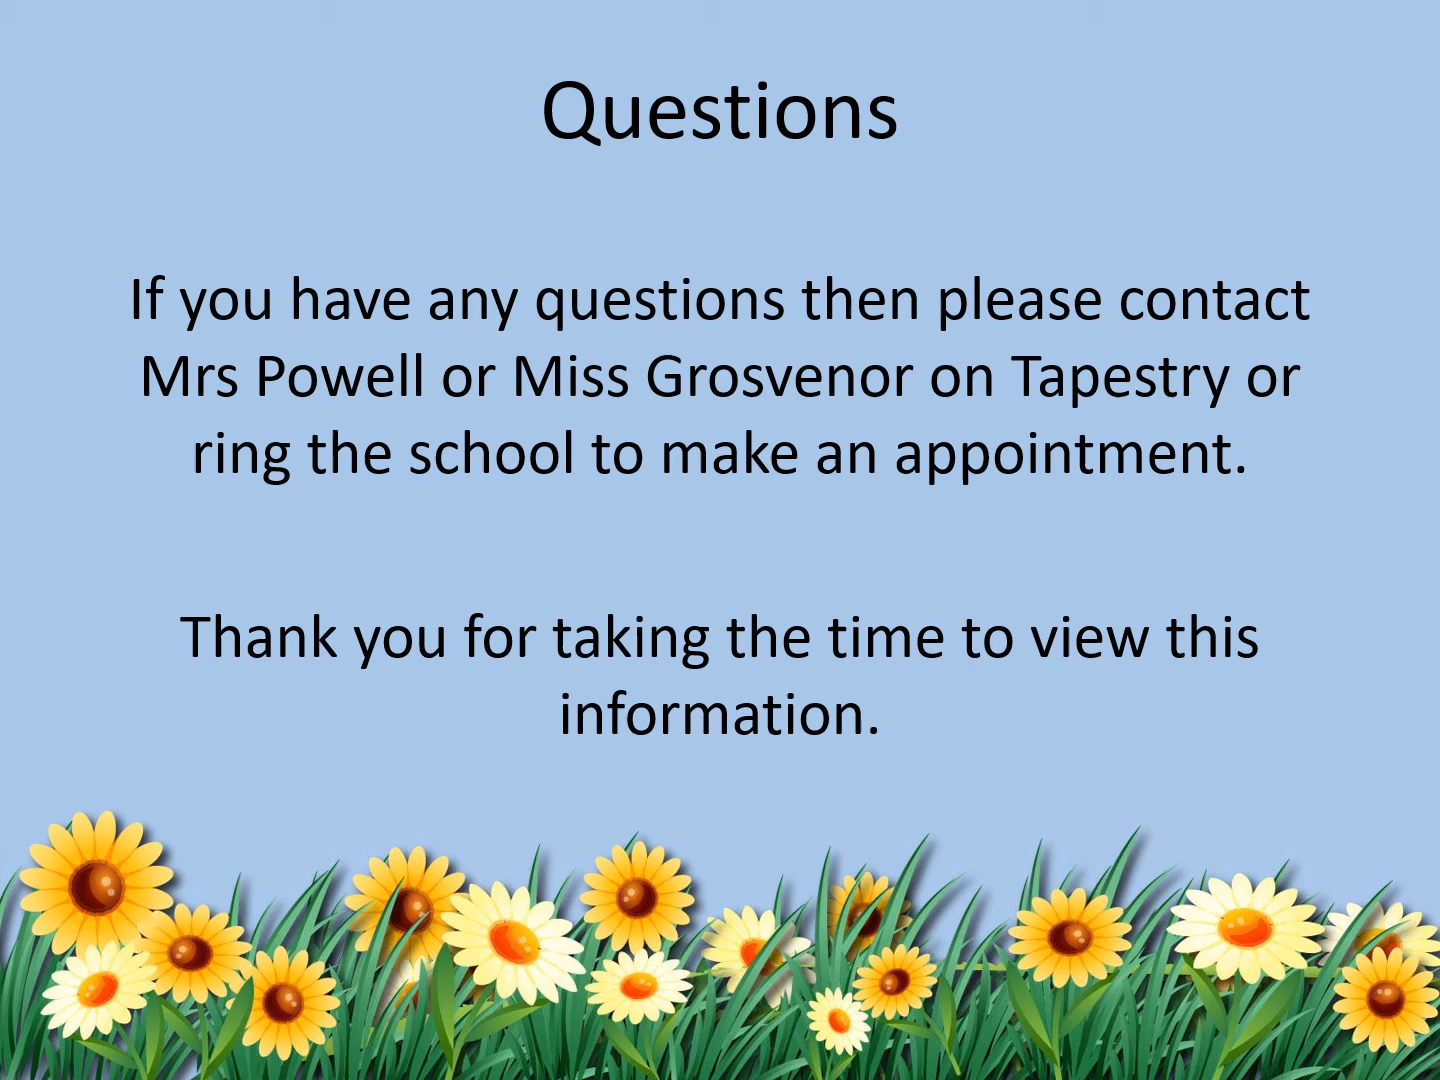 Questions
If you have any questions then please contact
Mrs Powell or Miss Grosvenor on Tapestry or
ring the school to make an appointment.
Thank you for taking the time to view this
information.